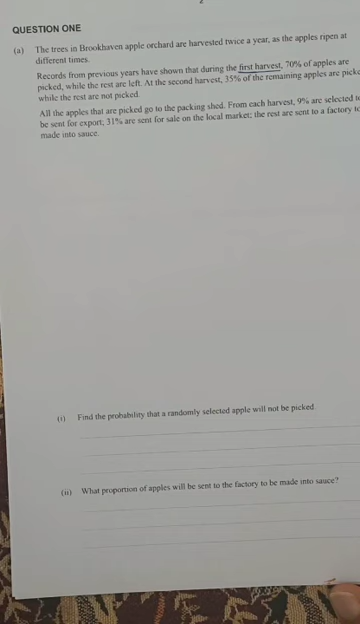 QUESTION ONE
(a) The trees in Brookhaven apple orchard are harvested twice a year, as the apples ripen at
different times.
Records from previous years have shown that during the first harvest, 70% of apples are
picked, while the rest are left. At the second harvest, 35% of the remaining apples are picke
while the rest are not picked.
All the apples that are picked go to the packing shed. From each harvest, 9% are selected to
be sent for export; 31% are sent for sale on the local market; the rest are sent to a factory to
made into sauce.
(i) Find the probability that a randomly selected apple will not be picked.
(ii) What proportion of apples will be sent to the factory to be made into sauce?